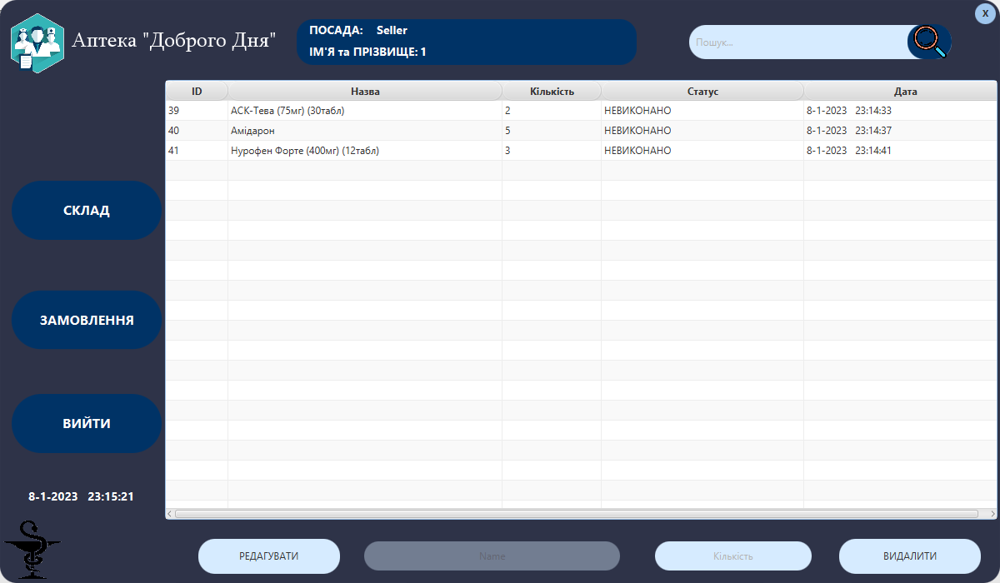 X
Аптека "Доброго Дня"
ПОСАДА: Seller
ІМ'Я та ПРІЗВИЩЕ: 1
Пошук...
ID Назва Кількість Статус Дата
39 АСК-Тева (75мг) (30табл) 2 НЕВИКОНАНО 8-1-2023 23:14:33
40 Амідарон 5 НЕВИКОНАНО 8-1-2023 23:14:37
41 Нурофен Форте (400мг) (12табл) 3 НЕВИКОНАНО 8-1-2023 23:14:41
СКЛАД
ЗАМОВЛЕННЯ
ВИЙТИ
8-1-2023 23:15:21
РЕДАГУВАТИ Name Кількість ВИДАЛИТИ